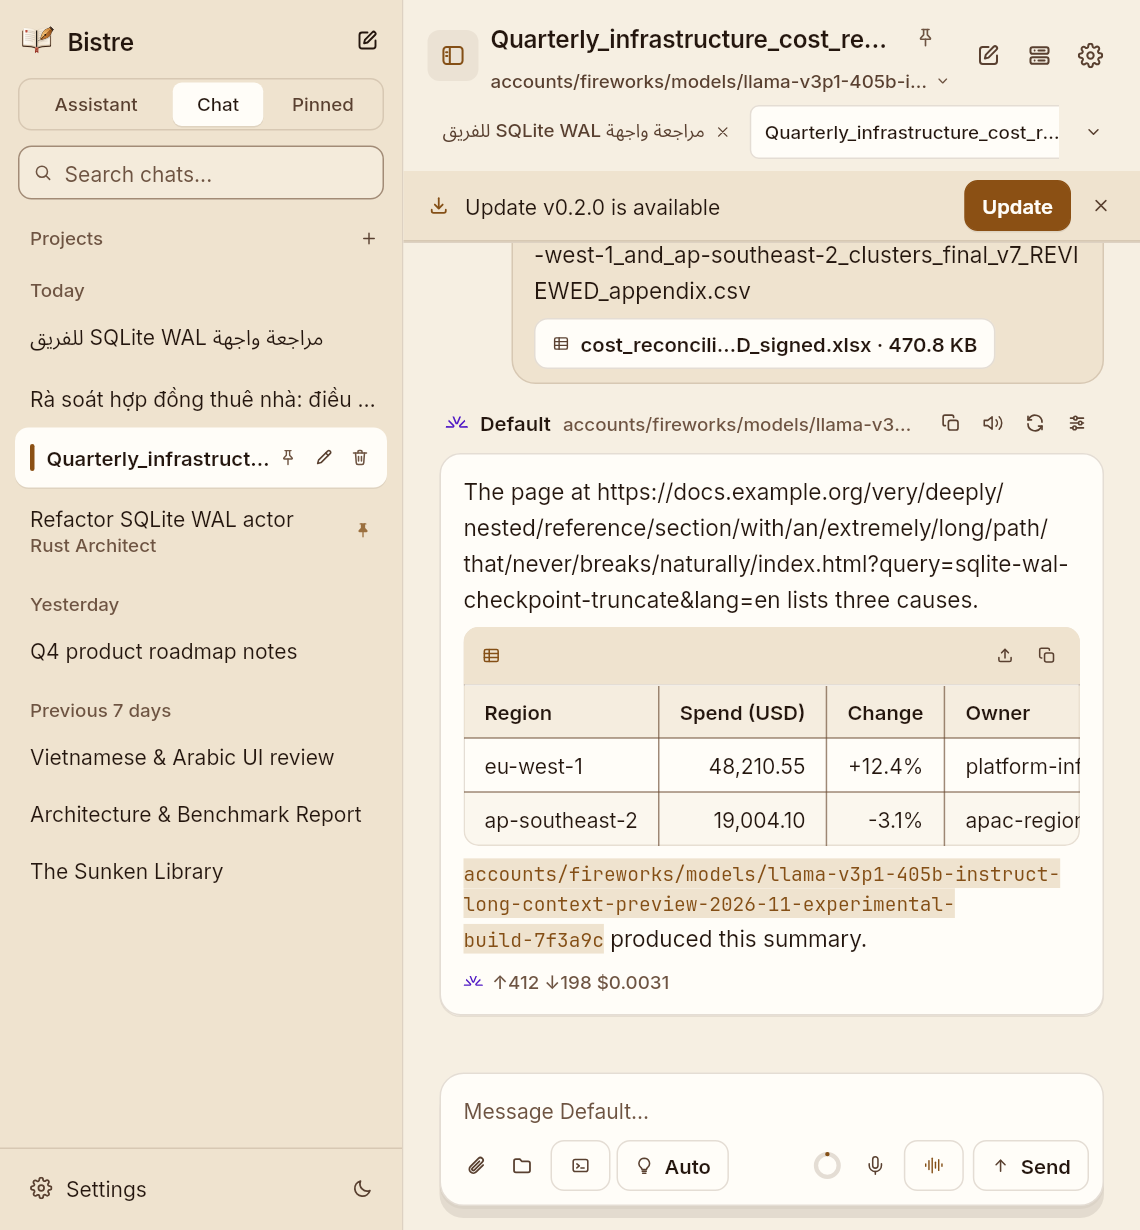 Bistre
Assistant Chat Pinned
Search chats...
Projects
Today
مراجعة واجهة SQLite WAL للفريق
Rà soát hợp đồng thuê nhà: điều ...
Quarterly_infrastruct...
Refactor SQLite WAL actor
Rust Architect
Yesterday
Q4 product roadmap notes
Previous 7 days
Vietnamese & Arabic UI review
Architecture & Benchmark Report
The Sunken Library
Settings
Quarterly_infrastructure_cost_re...
accounts/fireworks/models/llama-v3p1-405b-i...
مراجعة واجهة SQLite WAL للفريق
Quarterly_infrastructure_cost_r...
Update v0.2.0 is available
Update
-west-1_and_ap-southeast-2_clusters_final_v7_REVI
EWED_appendix.csv
cost_reconcili...D_signed.xlsx · 470.8 KB
Default accounts/fireworks/models/llama-v3...
The page at https://docs.example.org/very/deeply/
nested/reference/section/with/an/extremely/long/path/
that/never/breaks/naturally/index.html?query=sqlite-wal-
checkpoint-truncate&lang=en lists three causes.
Region Spend (USD) Change Owner
eu-west-1 48,210.55 +12.4% platform-inf
ap-southeast-2 19,004.10 -3.1% apac-region
accounts/fireworks/models/llama-v3p1-405b-instruct-
long-context-preview-2026-11-experimental-
build-7f3a9c produced this summary.
↑412 ↓198 $0.0031
Message Default...
Auto
Send